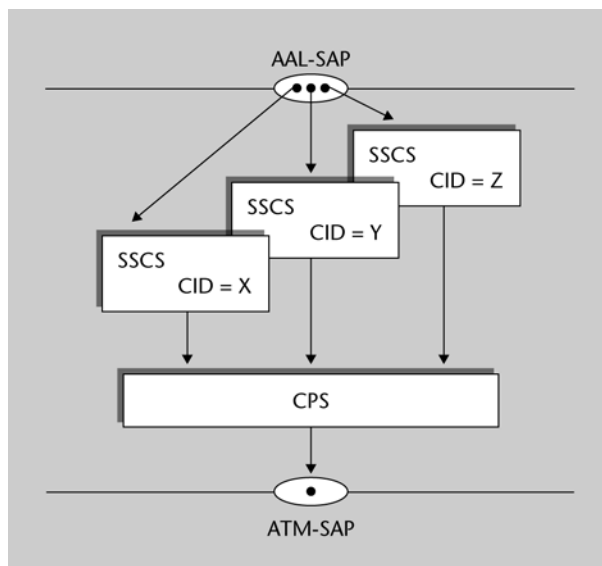 AAL-SAP
SSCS
CID = Z
SSCS
CID = Y
SSCS
CID = X
CPS
ATM-SAP